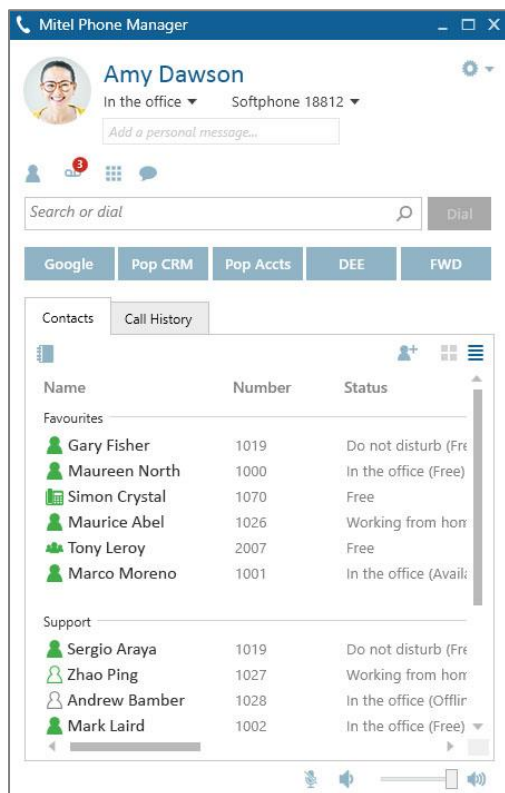 Mitel Phone Manager
Amy Dawson
In the office Softphone 18812
Add a personal message...
3
Search or dial Dial
Google Pop CRM Pop Accts DEE FWD
Contacts Call History
Name Number Status
Favourites
Gary Fisher 1019 Do not disturb (Fre
Maureen North 1000 In the office (Free)
Simon Crystal 1070 Free
Maurice Abel 1026 Working from hom
Tony Leroy 2007 Free
Marco Moreno 1001 In the office (Availa
Support
Sergio Araya 1019 Do not disturb (Fre
Zhao Ping 1027 Working from hom
Andrew Bamber 1028 In the office (Offlin
Mark Laird 1002 In the office (Free)